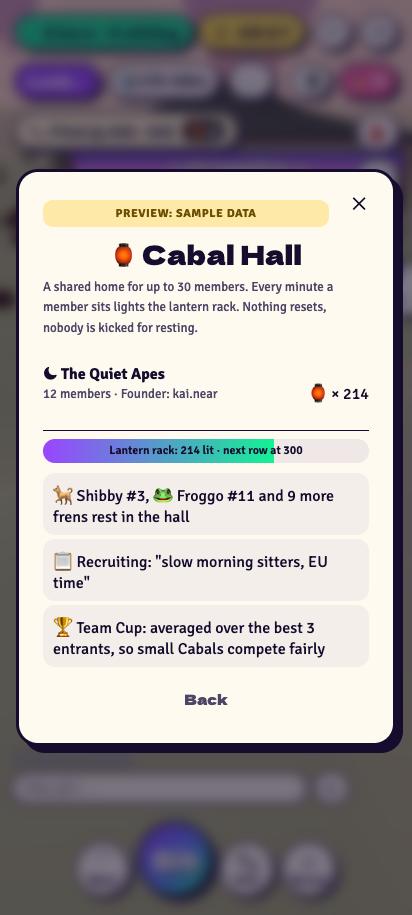 PREVIEW: SAMPLE DATA
Cabal Hall
A shared home for up to 30 members. Every minute a
member sits lights the lantern rack. Nothing resets,
nobody is kicked for resting.
The Quiet Apes
12 members · Founder: kai.near
× 214
Lantern rack: 214 lit · next row at 300
Shibby #3, Froggo #11 and 9 more
frens rest in the hall
Recruiting: "slow morning sitters, EU
time"
Team Cup: averaged over the best 3
entrants, so small Cabals compete fairly
Back